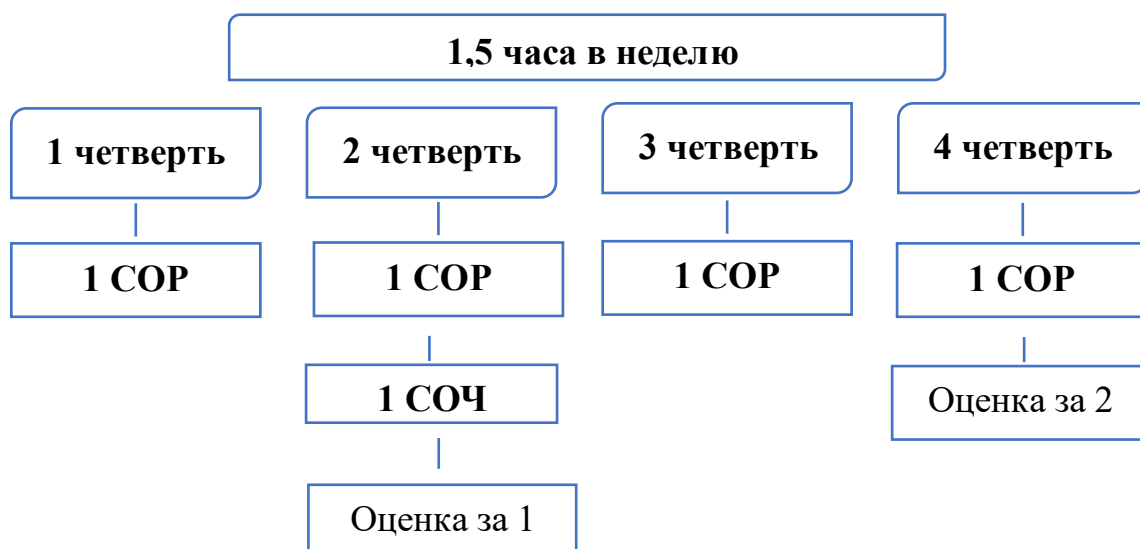 1,5 часа в неделю
1 четверть
2 четверть
3 четверть
4 четверть
1 СОР
1 СОР
1 СОР
1 СОР
1 СОЧ
Оценка за 2
Оценка за 1